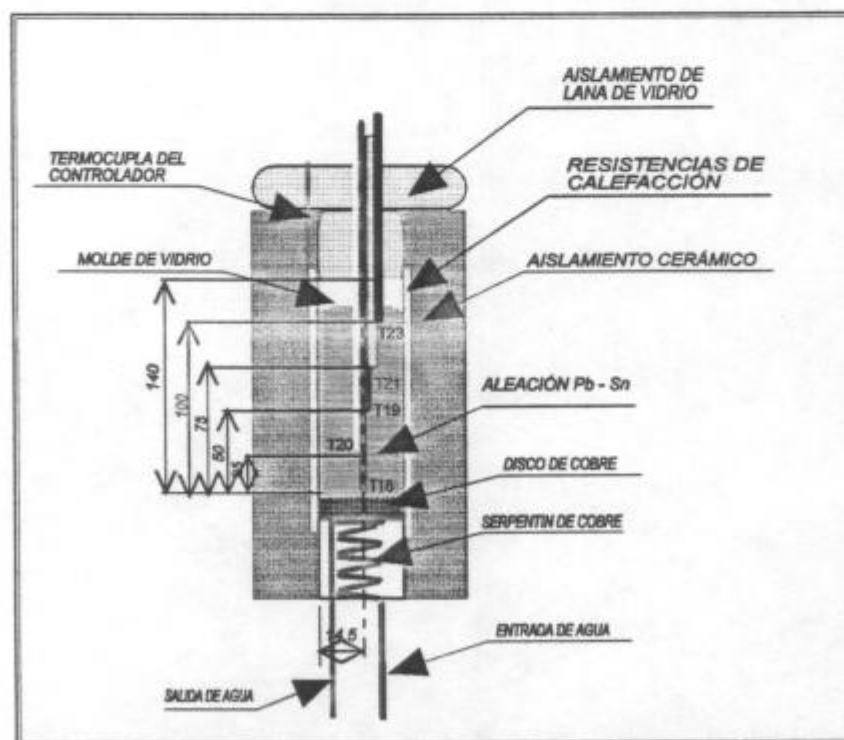 AISLAMIENTO DE
LANA DE VIDRIO
TERMOCUPLA DEL
CONTROLADOR
RESISTENCIAS DE
CALEFACCIÓN
MOLDE DE VIDRIO
AISLAMIENTO CERÁMICO
T23
140
100
75
T21
ALEACIÓN Pb - Sn
50
T19
T20
T18
DISCO DE COBRE
SERPENTIN DE COBRE
14.5
ENTRADA DE AGUA
SALIDA DE AGUA